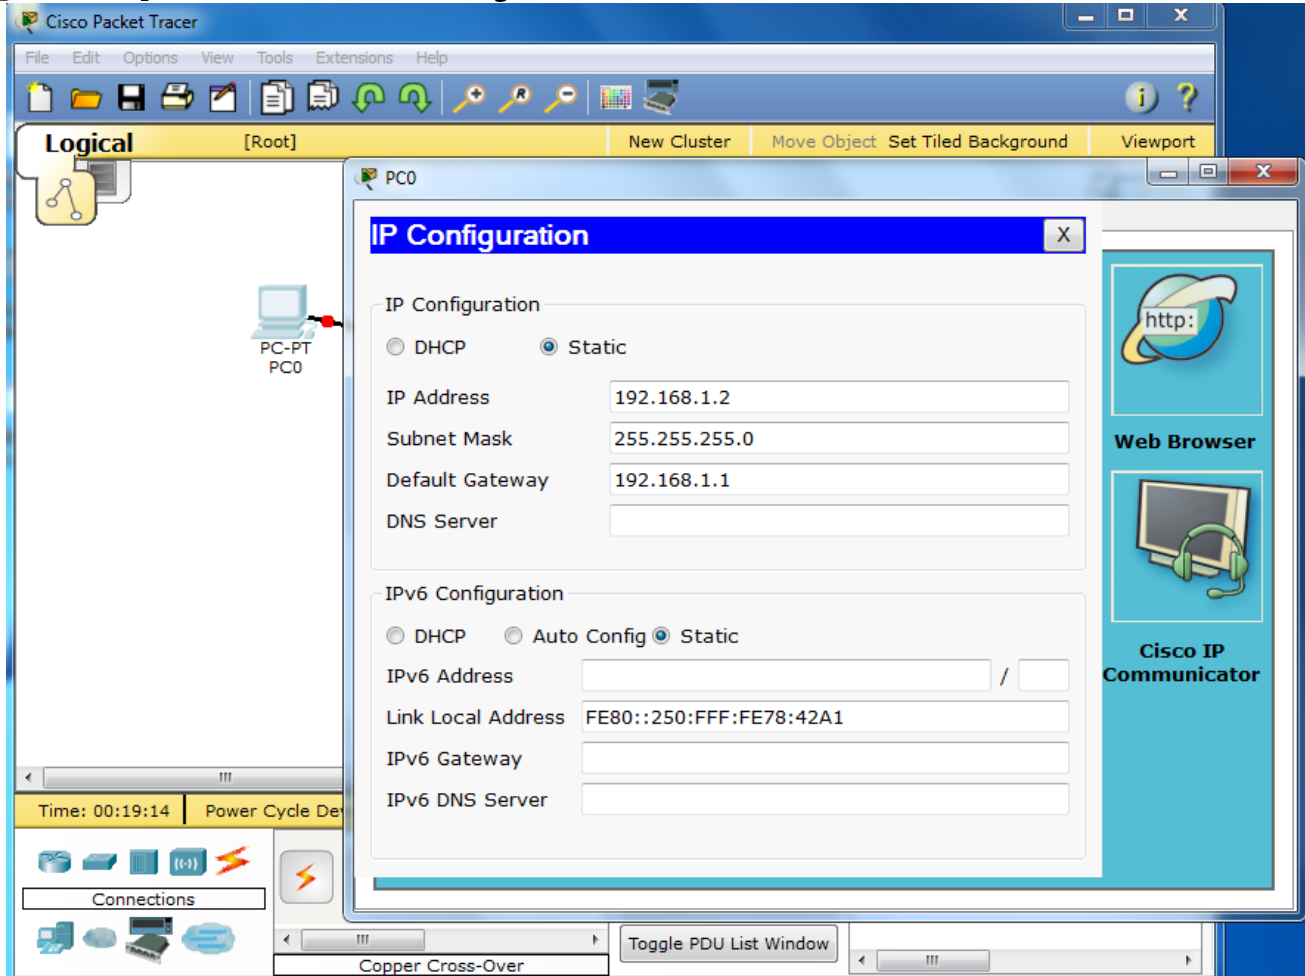 Cisco Packet Tracer
File Edit Options View Tools Extensions Help
Logical [Root] New Cluster Move Object Set Tiled Background Viewport
PC0
IP Configuration X
IP Configuration
DHCP Static
IP Address 192.168.1.2
Subnet Mask 255.255.255.0
Default Gateway 192.168.1.1
DNS Server
IPv6 Configuration
DHCP Auto Config Static
IPv6 Address /
Link Local Address FE80::250:FFF:FE78:42A1
IPv6 Gateway
IPv6 DNS Server
PC-PT
PC0
http:
Web Browser
Cisco IP
Communicator
Time: 00:19:14 Power Cycle De
Connections
Toggle PDU List Window
Copper Cross-Over